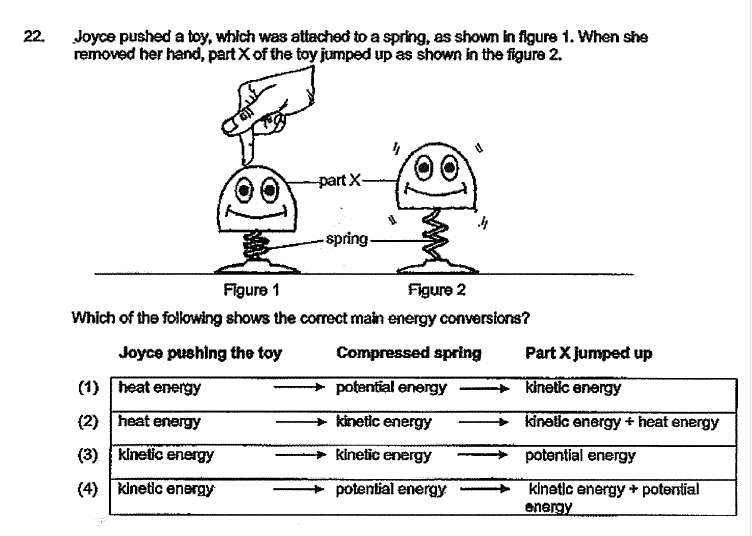 22. Joyce pushed a toy, which was attached to a spring, as shown in figure 1. When she
removed her hand, part X of the toy jumped up as shown in the figure 2.
part X
spring
Figure 1 Figure 2
Which of the following shows the correct main energy conversions?
Joyce pushing the toy Compressed spring Part X jumped up
(1) heat energy → potential energy → kinetic energy
(2) heat energy → kinetic energy → kinetic energy + heat energy
(3) kinetic energy → kinetic energy → potential energy
(4) kinetic energy → potential energy → kinetic energy + potential
energy